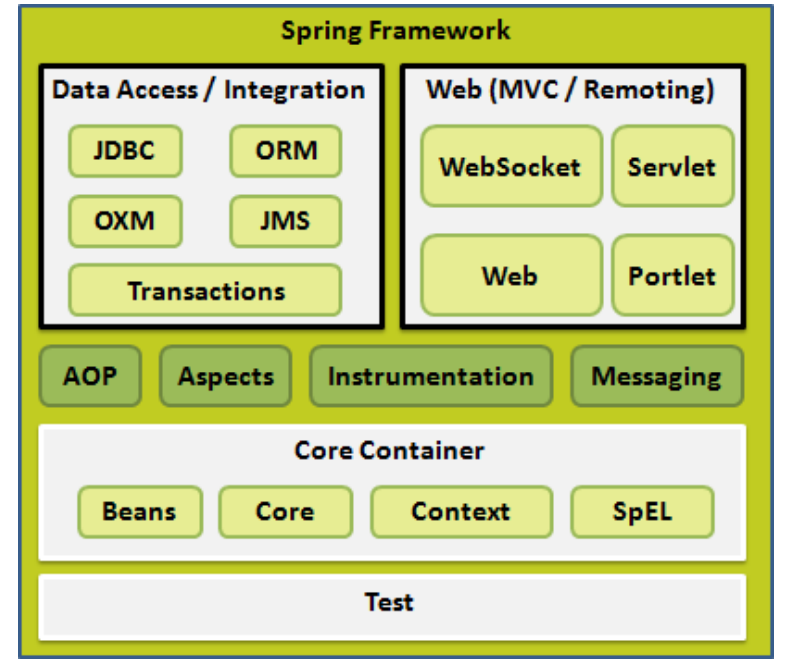 Spring Framework
Data Access / Integration
JDBC
ORM
OXM
JMS
Transactions
Web (MVC / Remoting)
WebSocket
Servlet
Web
Portlet
AOP
Aspects
Instrumentation
Messaging
Core Container
Beans
Core
Context
SpEL
Test